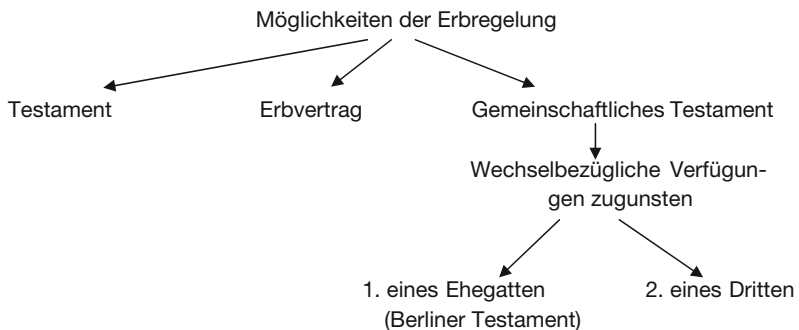 Möglichkeiten der Erbregelung
Testament Erbvertrag Gemeinschaftliches Testament
Wechselbezügliche Verfügun-
gen zugunsten
1. eines Ehegatten 2. eines Dritten
(Berliner Testament)